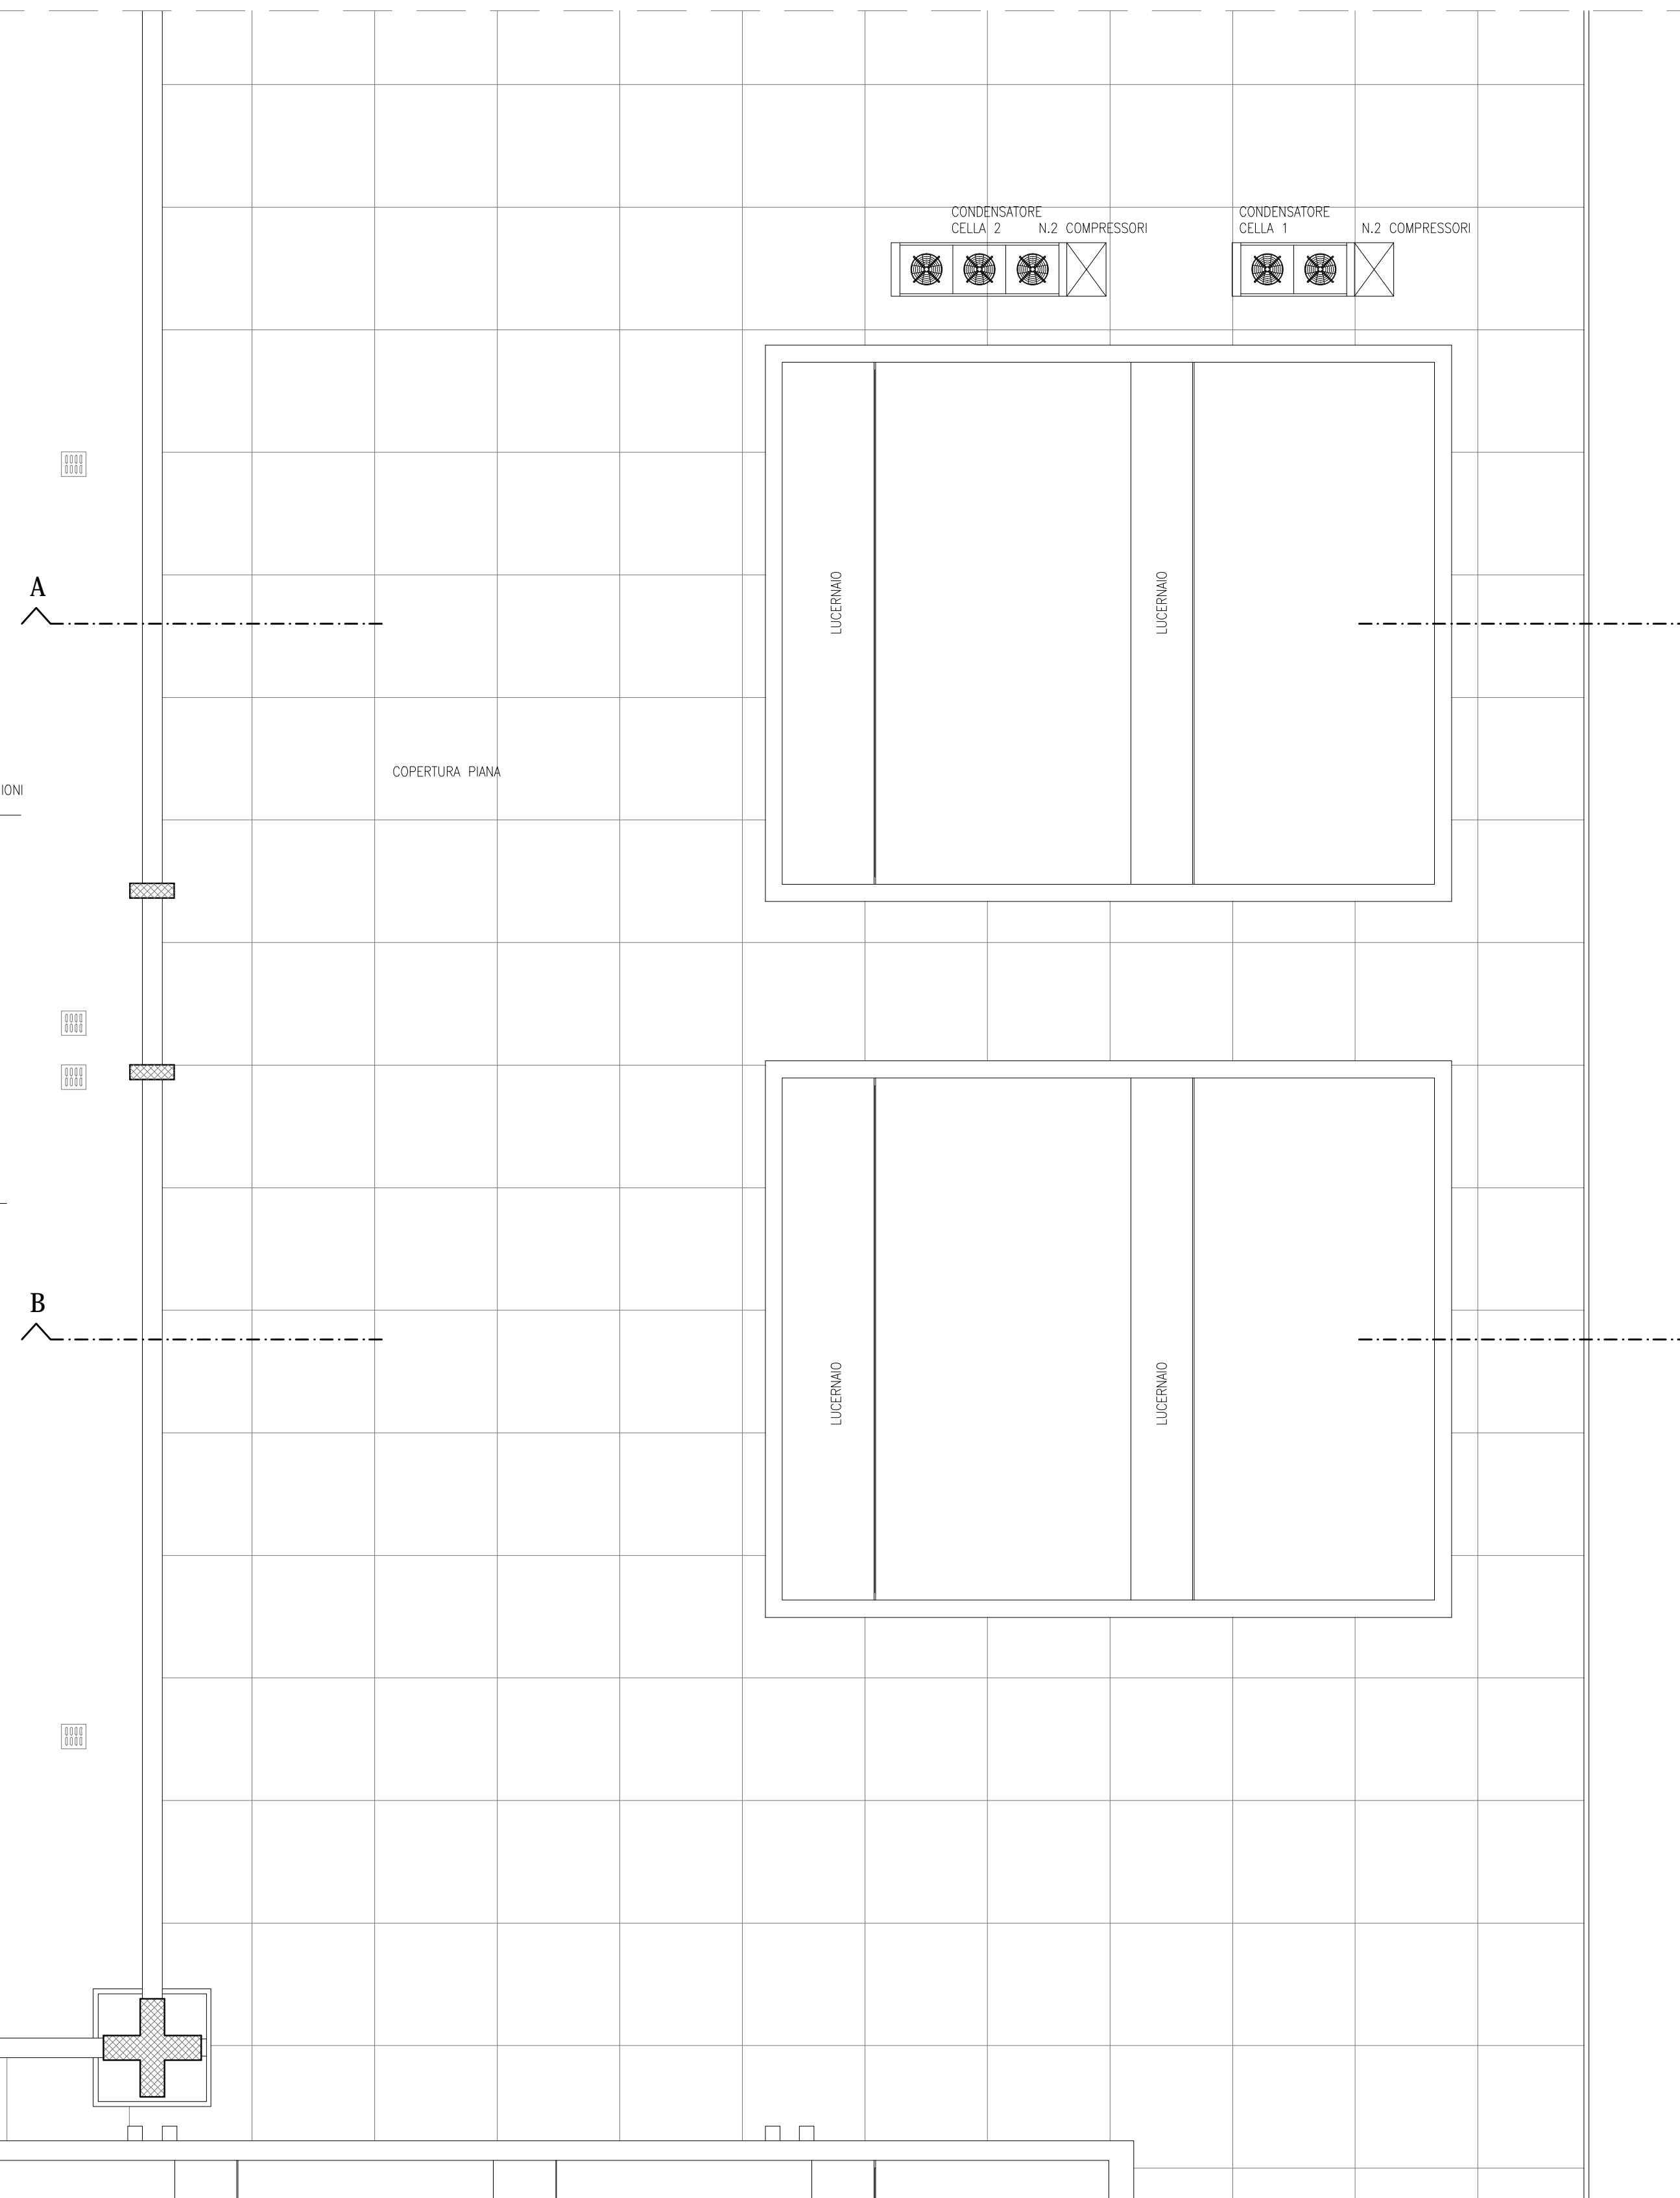 CONDENSATORE
CELLA 2 N.2 COMPRESSORI
CONDENSATORE
CELLA 1 N.2 COMPRESSORI
LUCERNAIO
LUCERNAIO
A
COPERTURA PIANA
IONI
B
LUCERNAIO
LUCERNAIO